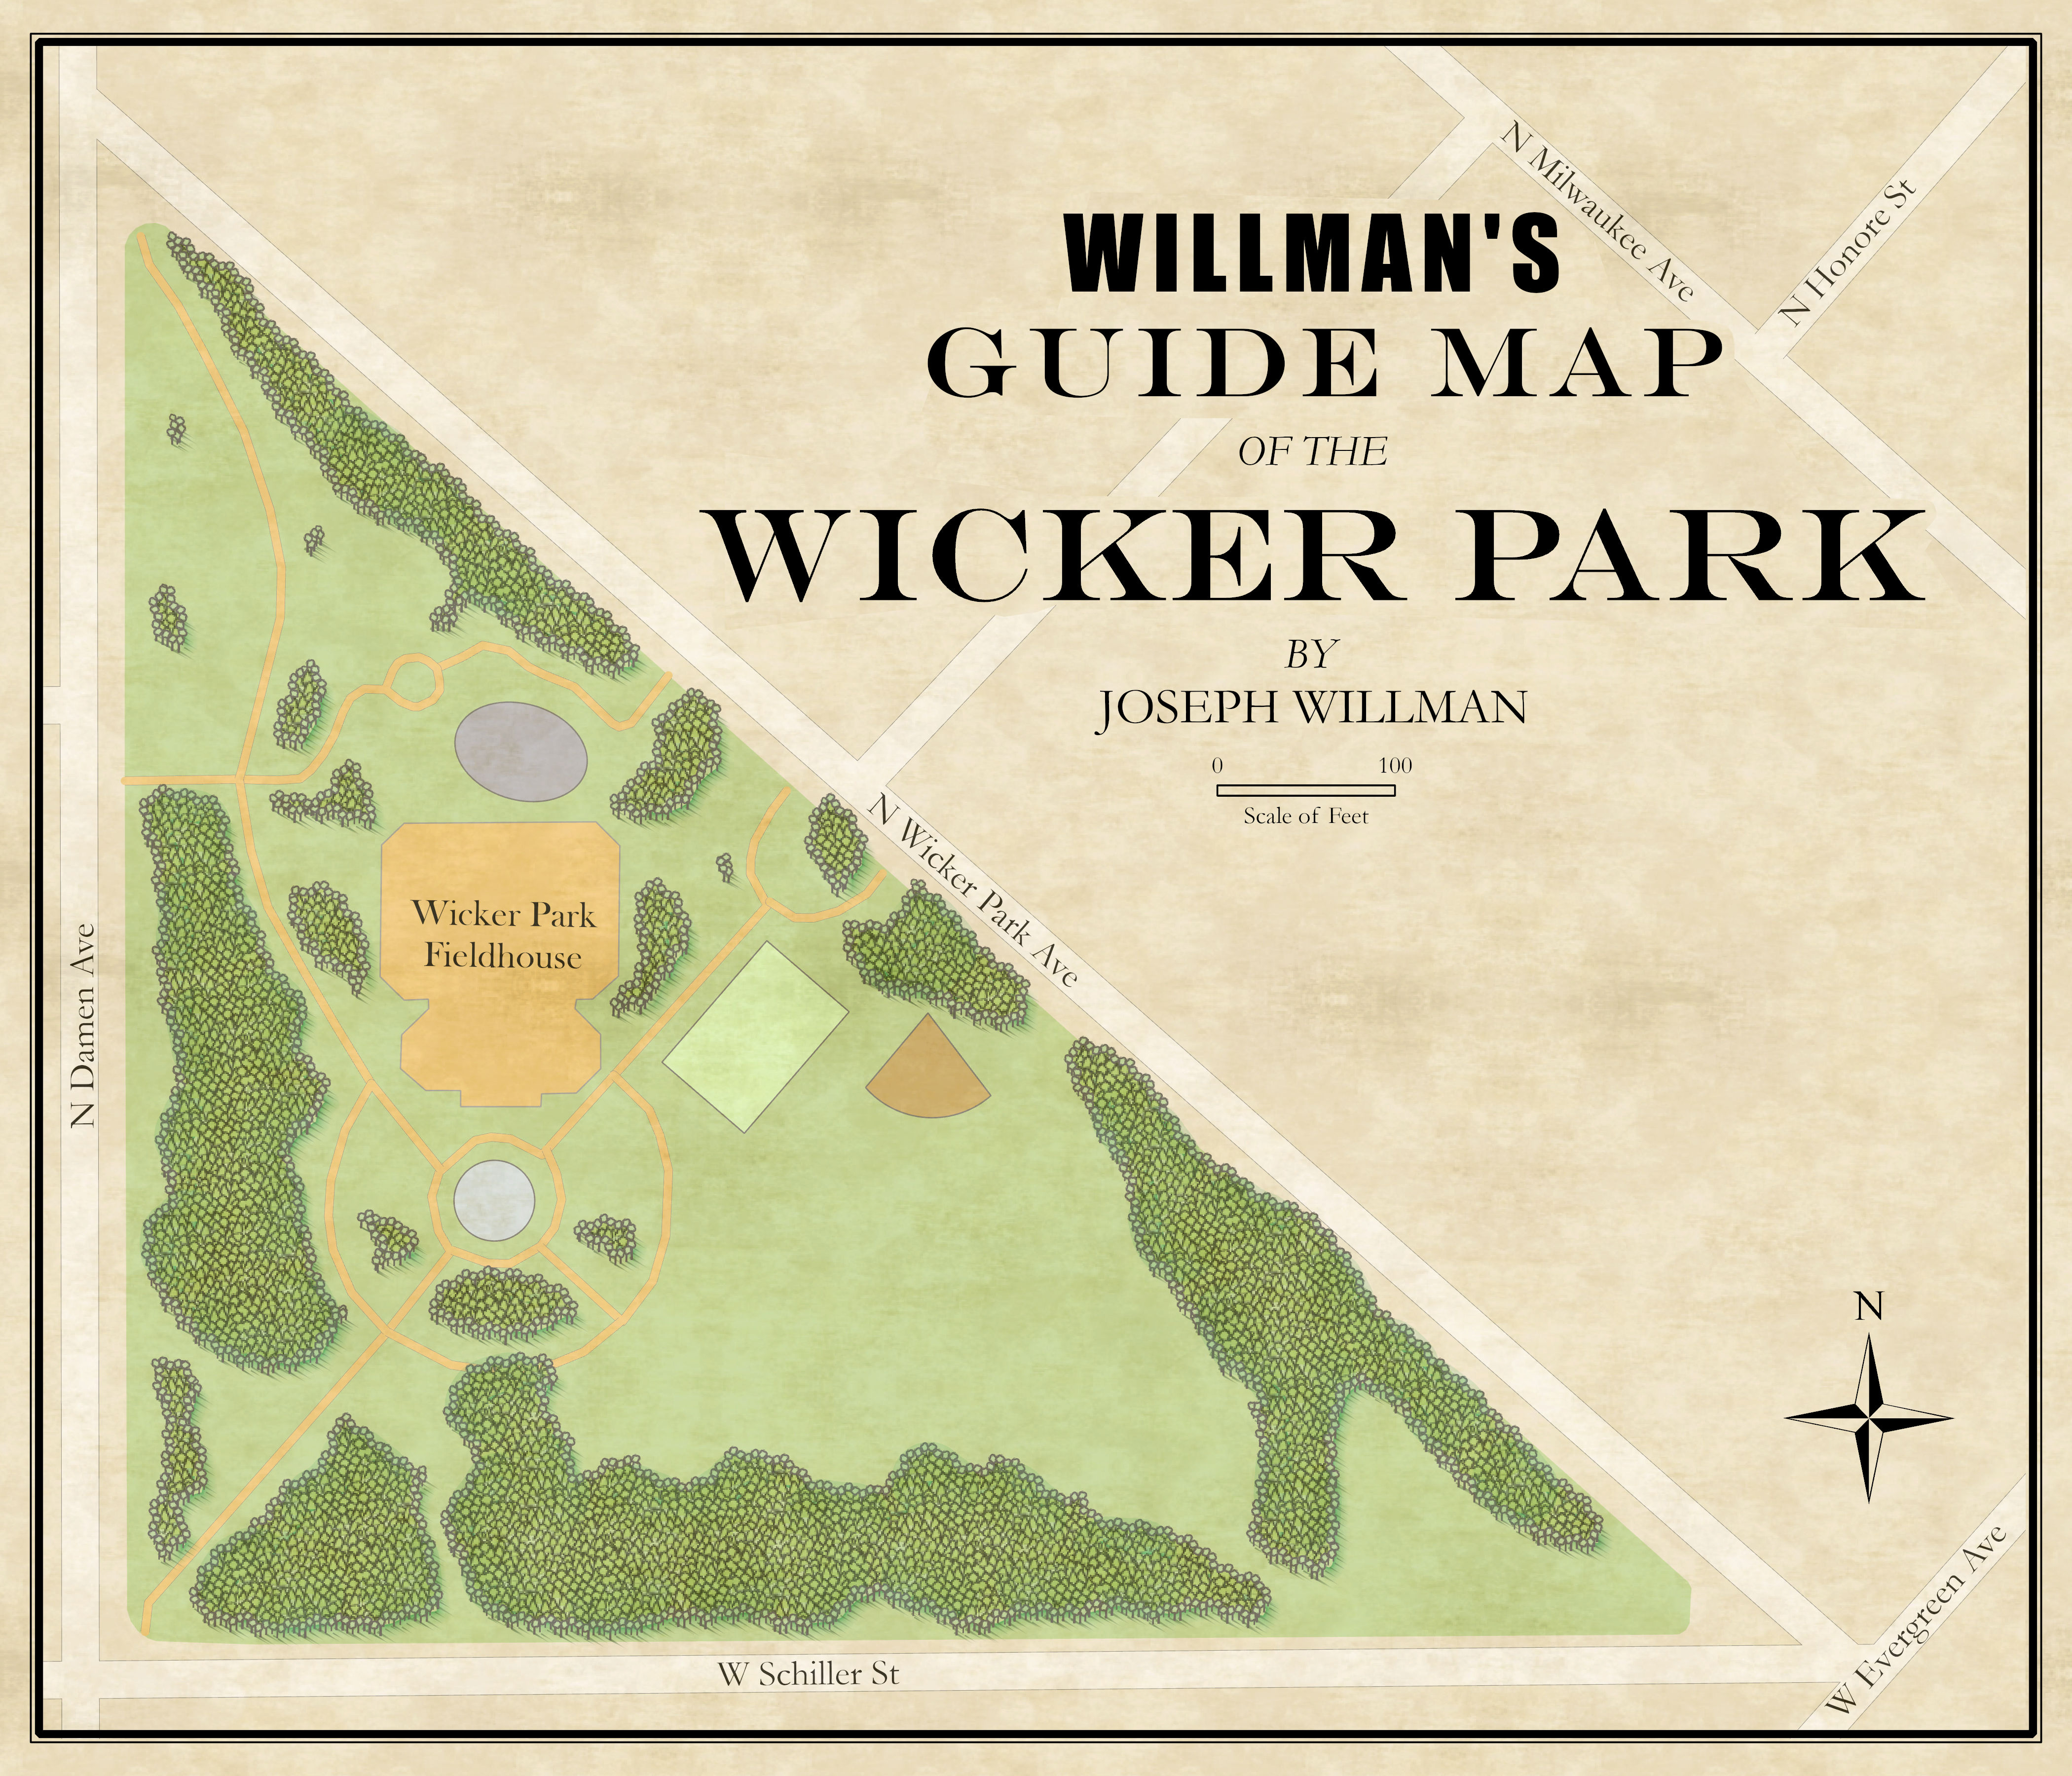 WILLMAN'S
GUIDE MAP
OF THE
WICKER PARK
BY
JOSEPH WILLMAN
0 100
Scale of Feet
N Milwaukee Ave
N Honore St
N Wicker Park Ave
Wicker Park
Fieldhouse
N Damen Ave
N
W Schiller St
W Evergreen Ave